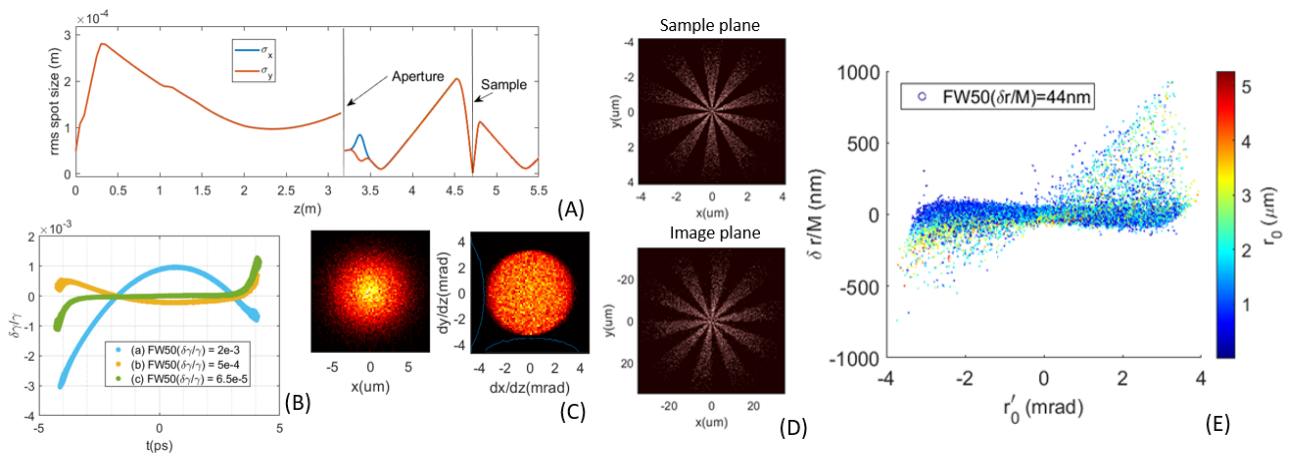 ×10⁻⁴
3
2
1
0
rms spot size (m)
σx
σy
Aperture
Sample
0 0.5 1 1.5 2 2.5 3 3.5 4 4.5 5 5.5
z(m)
(A)
×10⁻³
2
1
0
-1
-2
-3
-4
δγ/γ
(a) FW50(δγ/γ) = 2e-3
(b) FW50(δγ/γ) = 5e-4
(c) FW50(δγ/γ) = 6.5e-5
-5 0 5
t(ps)
(B)
-5 0 5
x(um)
dy/dz(mrad)
4
2
0
-2
-4
-4 -2 0 2 4
dx/dz(mrad)
(C)
Sample plane
-4
-2
0
2
4
y(um)
-4 -2 0 2 4
x(um)
Image plane
-20
0
20
y(um)
-20 0 20
x(um)
(D)
1000
500
0
-500
-1000
δ r/M (nm)
FW50(δr/M)=44nm
-4 -2 0 2 4
r′0 (mrad)
5
4
3
2
1
r0 (μm)
(E)